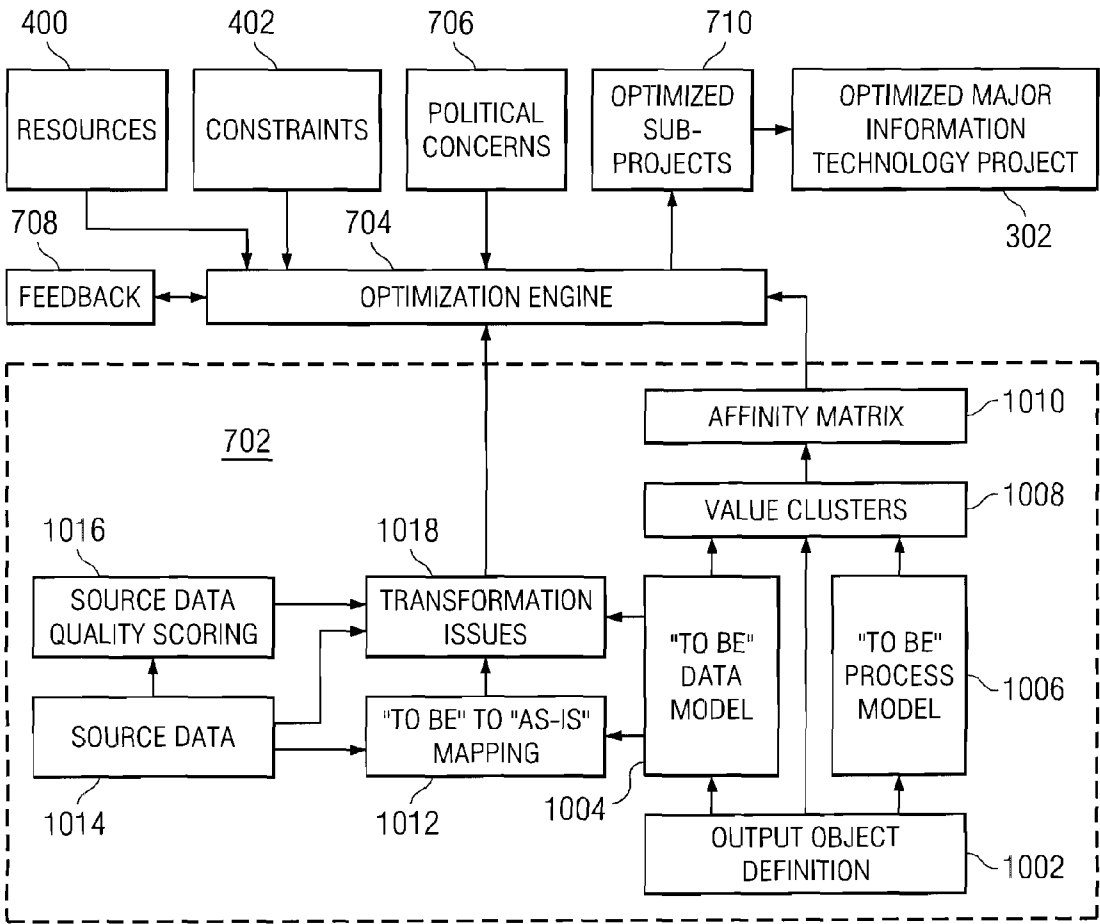 400
402
706
710
RESOURCES
CONSTRAINTS
POLITICAL
CONCERNS
OPTIMIZED
SUB-
PROJECTS
OPTIMIZED MAJOR
INFORMATION
TECHNOLOGY PROJECT
302
708
704
FEEDBACK
OPTIMIZATION ENGINE
702
AFFINITY MATRIX
1010
VALUE CLUSTERS
1008
1016
1018
SOURCE DATA
QUALITY SCORING
TRANSFORMATION
ISSUES
"TO BE"
DATA
MODEL
"TO BE"
PROCESS
MODEL
1006
SOURCE DATA
"TO BE" TO "AS-IS"
MAPPING
1014
1012
1004
OUTPUT OBJECT
DEFINITION
1002